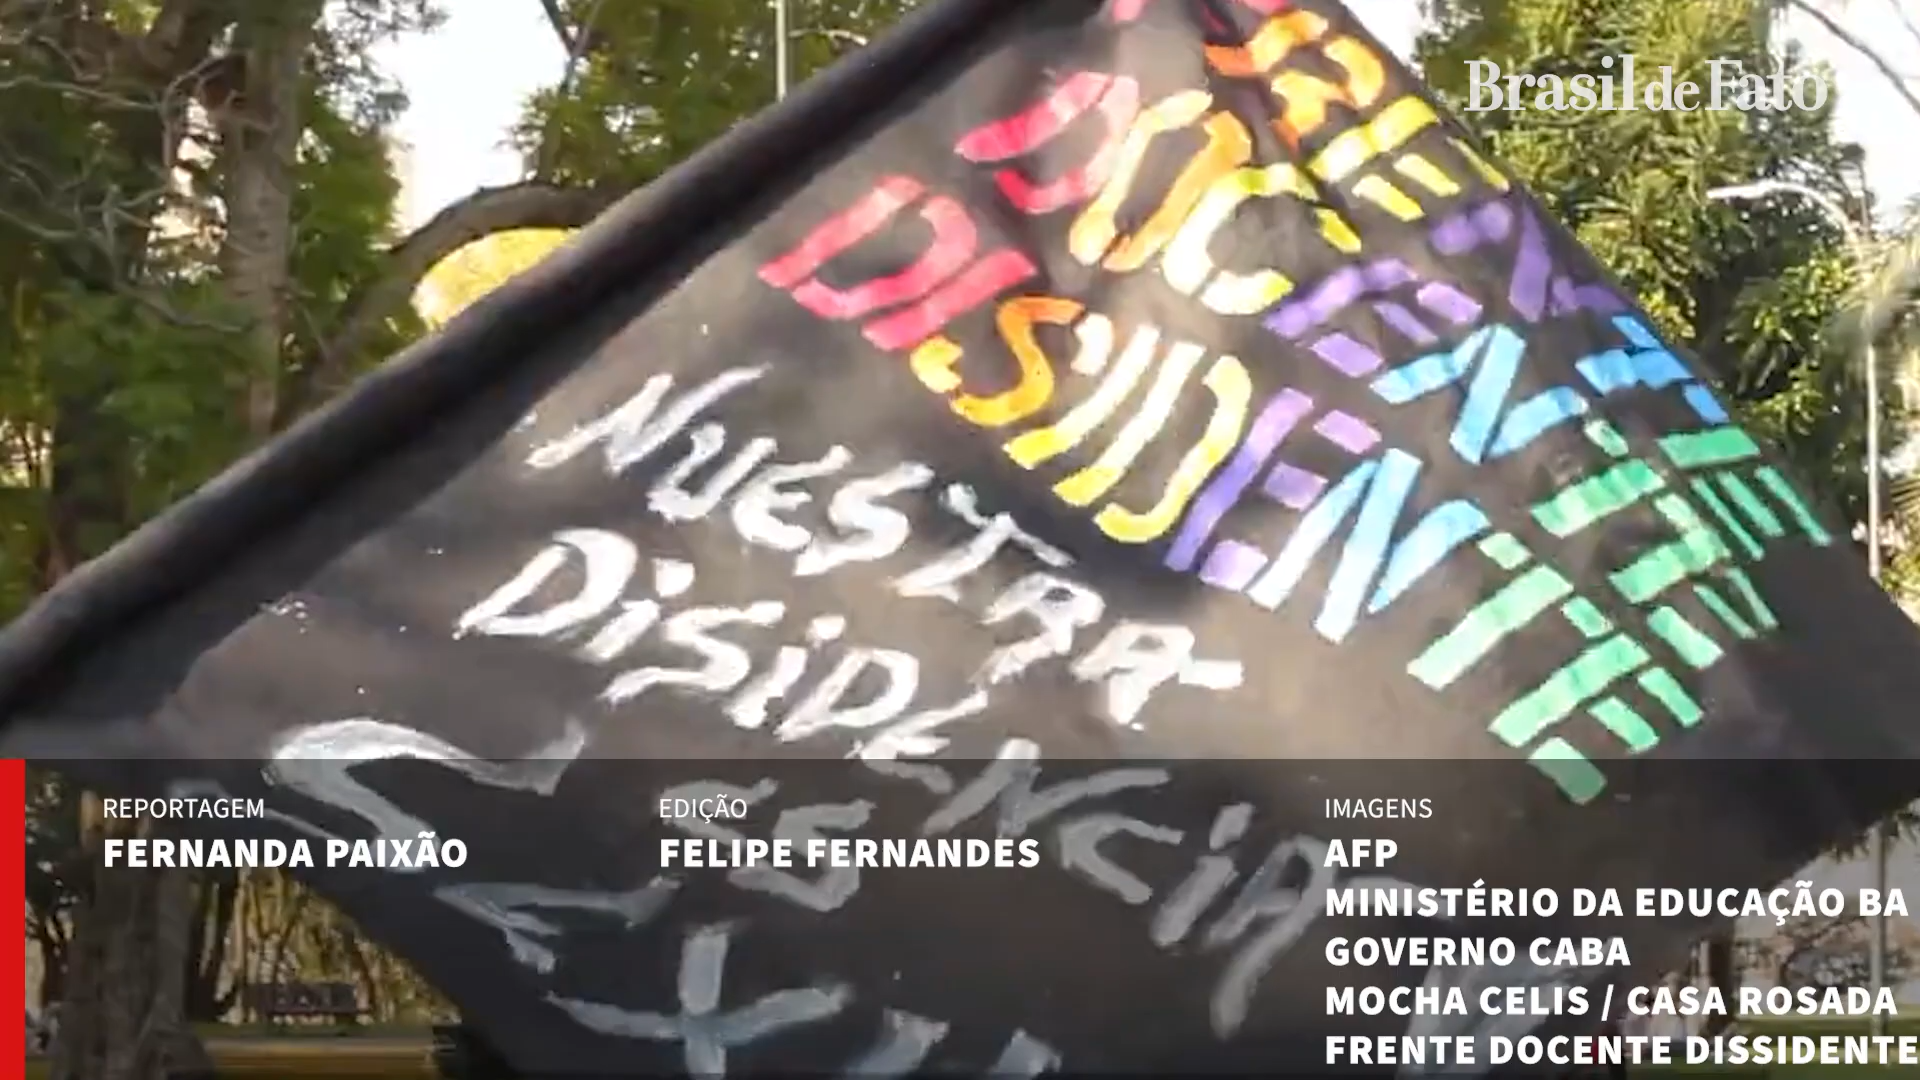 Brasil de Fato
FRENTE
DOCENTE
DISIDENTE
NUESTRA
DISIDENCIA
ES
REPORTAGEM
FERNANDA PAIXÃO
EDIÇÃO
FELIPE FERNANDES
IMAGENS
AFP
MINISTÉRIO DA EDUCAÇÃO BA
GOVERNO CABA
MOCHA CELIS / CASA ROSADA
FRENTE DOCENTE DISSIDENTE